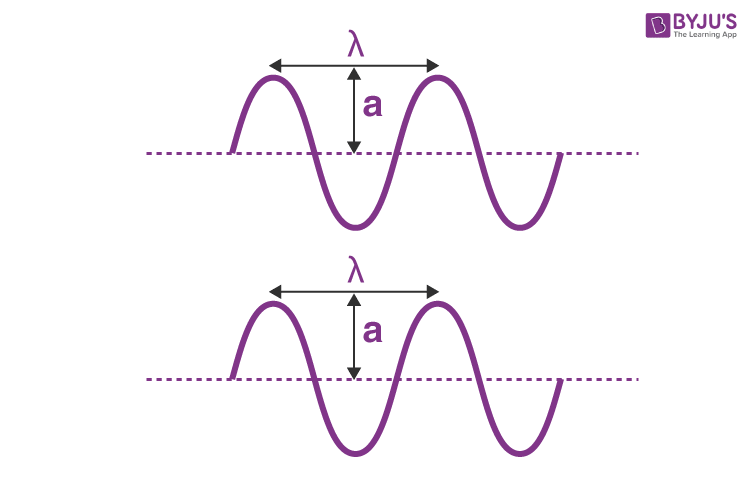 BYJU'S
The Learning App
λ
a
λ
a